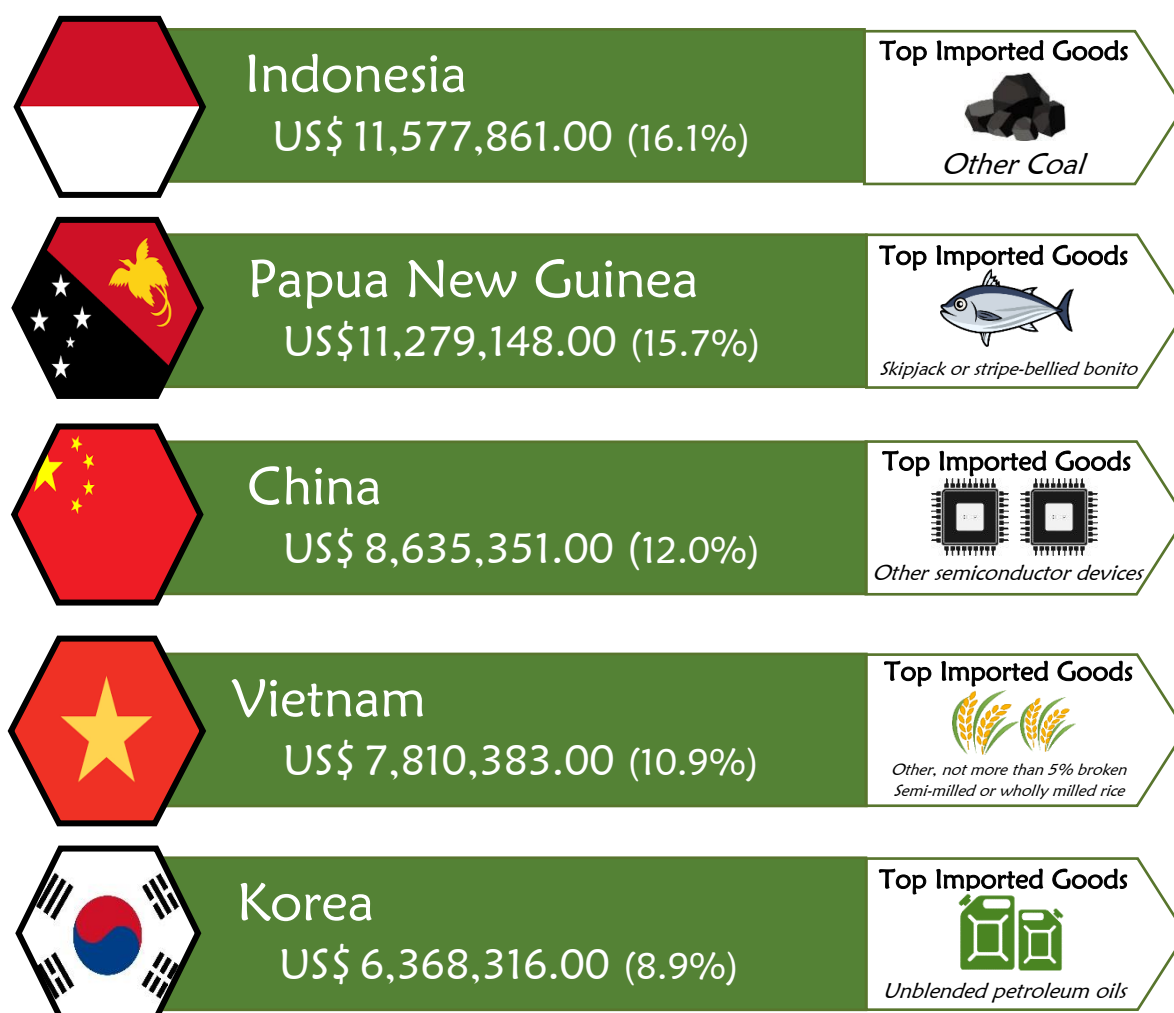 Indonesia
US$ 11,577,861.00 (16.1%)
Top Imported Goods
Other Coal
Papua New Guinea
US$11,279,148.00 (15.7%)
Top Imported Goods
Skipjack or stripe-bellied bonito
China
US$ 8,635,351.00 (12.0%)
Top Imported Goods
Other semiconductor devices
Vietnam
US$ 7,810,383.00 (10.9%)
Top Imported Goods
Other, not more than 5% broken
Semi-milled or wholly milled rice
Korea
US$ 6,368,316.00 (8.9%)
Top Imported Goods
Unblended petroleum oils